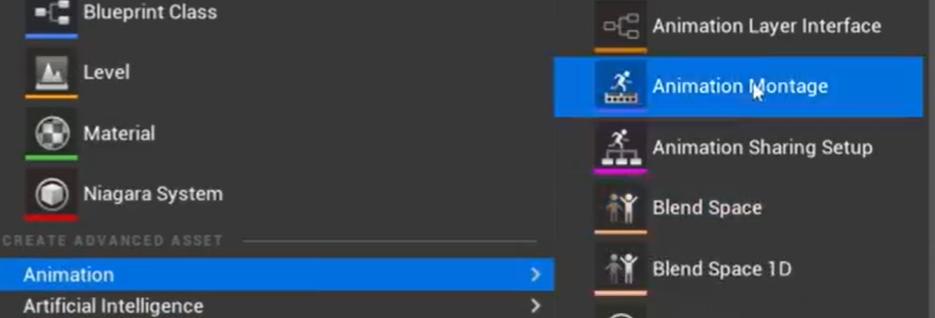 Blueprint Class
Level
Material
Niagara System
CREATE ADVANCED ASSET
Animation
Artificial Intelligence
Animation Layer Interface
Animation Montage
Animation Sharing Setup
Blend Space
Blend Space 1D